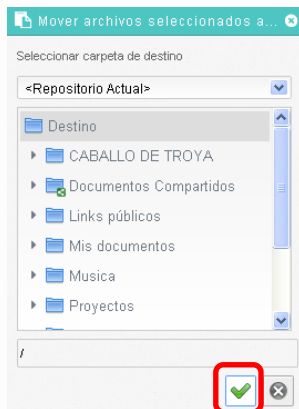 Mover archivos seleccionados a...
Seleccionar carpeta de destino
<Repositorio Actual>
Destino
CABALLO DE TROYA
Documentos Compartidos
Links públicos
Mis documentos
Musica
Proyectos
/